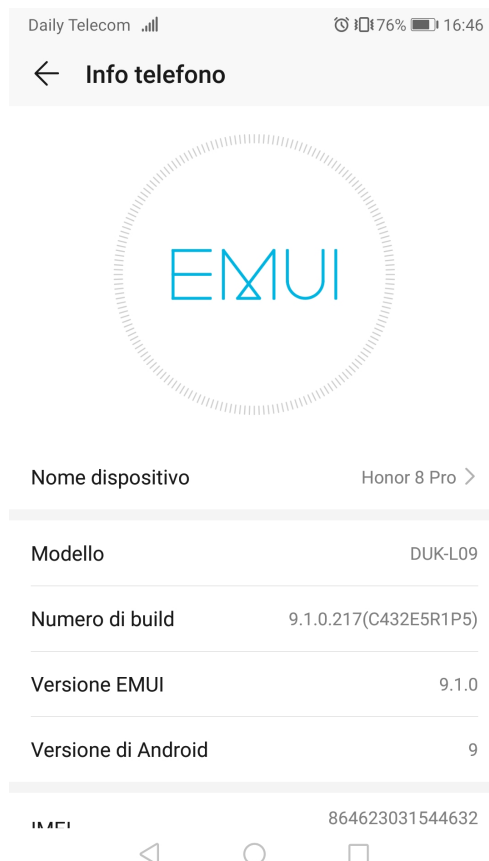 Daily Telecom 76% 16:46
Info telefono
EMUI
Nome dispositivo Honor 8 Pro
Modello DUK-L09
Numero di build 9.1.0.217(C432E5R1P5)
Versione EMUI 9.1.0
Versione di Android 9
IMEI 864623031544632